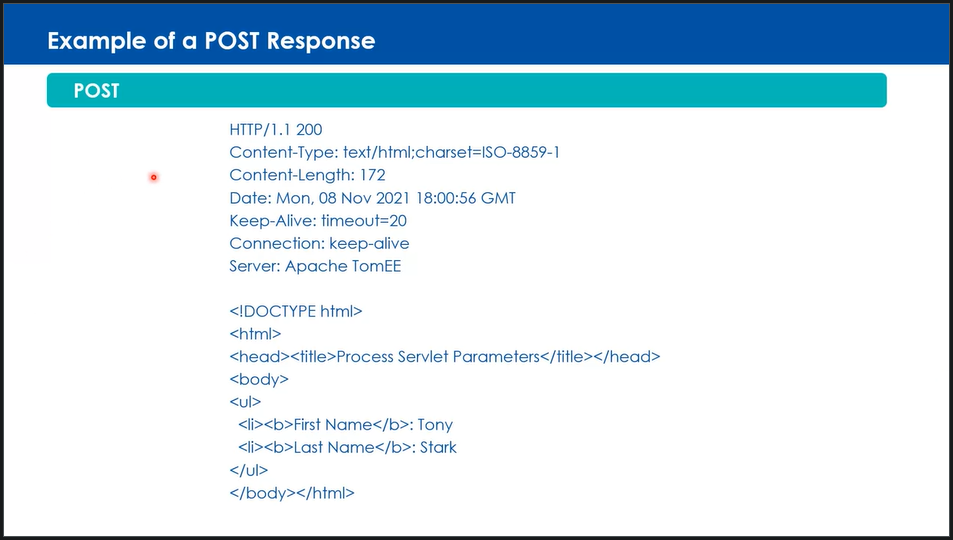 Example of a POST Response
POST
HTTP/1.1 200
Content-Type: text/html;charset=ISO-8859-1
Content-Length: 172
Date: Mon, 08 Nov 2021 18:00:56 GMT
Keep-Alive: timeout=20
Connection: keep-alive
Server: Apache TomEE
<!DOCTYPE html>
<html>
<head><title>Process Servlet Parameters</title></head>
<body>
<ul>
<li><b>First Name</b>: Tony
<li><b>Last Name</b>: Stark
</ul>
</body></html>